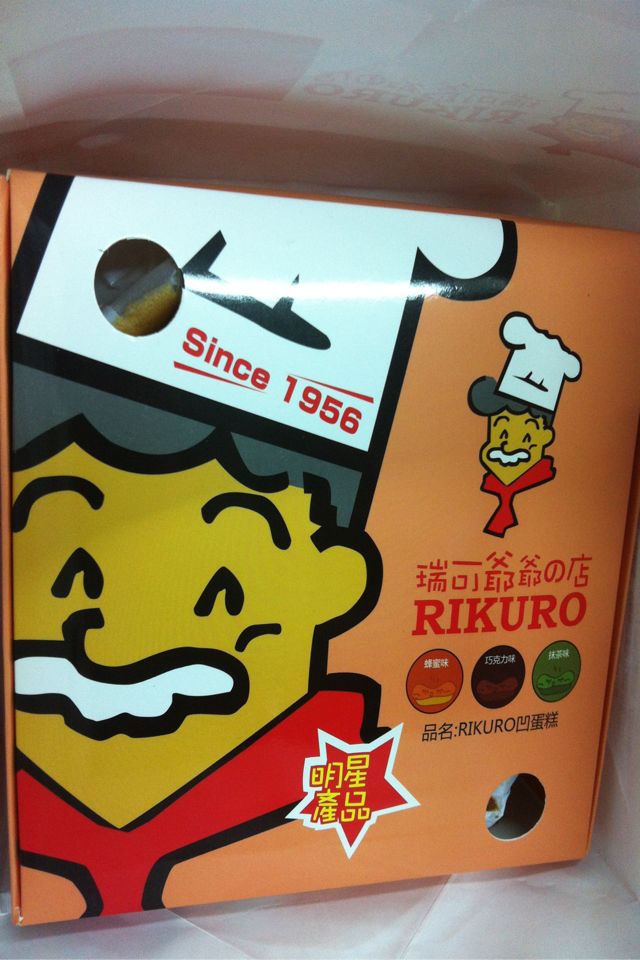 Since 1956
瑞可爺爺の店
RIKURO
蜂蜜味
巧克力味
抹茶味
品名:RIKURO凹蛋糕
明星
產品
RIKURO